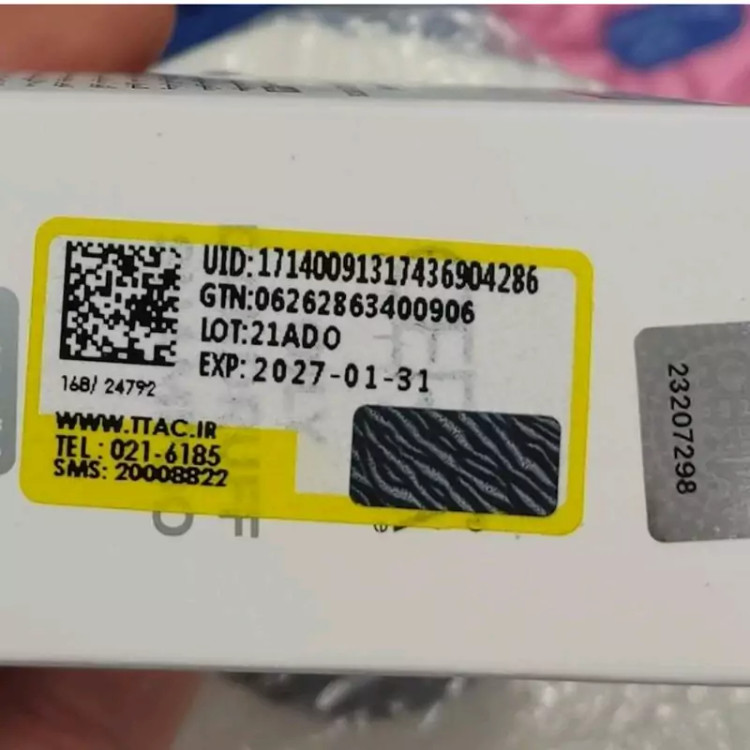 UID:17140091317436904286
GTN:06262863400906
LOT:21ADO
EXP:2027-01-31
168/ 24792
WWW.TTAC.IR
TEL: 021-6185
SMS: 20008822
23207298